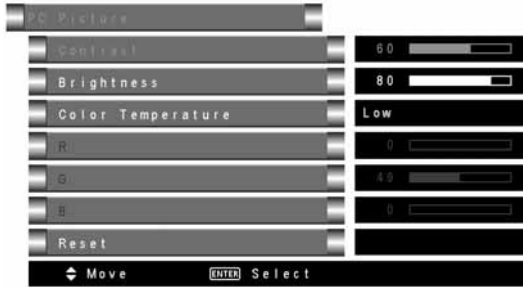 PC Picture
Contrast 60
Brightness 80
Color Temperature Low
R 0
G 49
B 0
Reset
Move ENTER Select